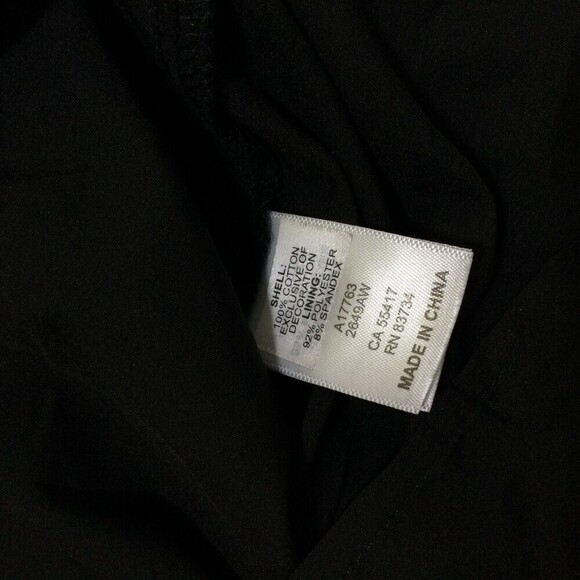 SHELL:
100% COTTON
EXCLUSIVE OF
DECORATION
LINING:
92% POLYESTER
8% SPANDEX
A17763
2649AW
CA 55417
RN 83734
MADE IN CHINA